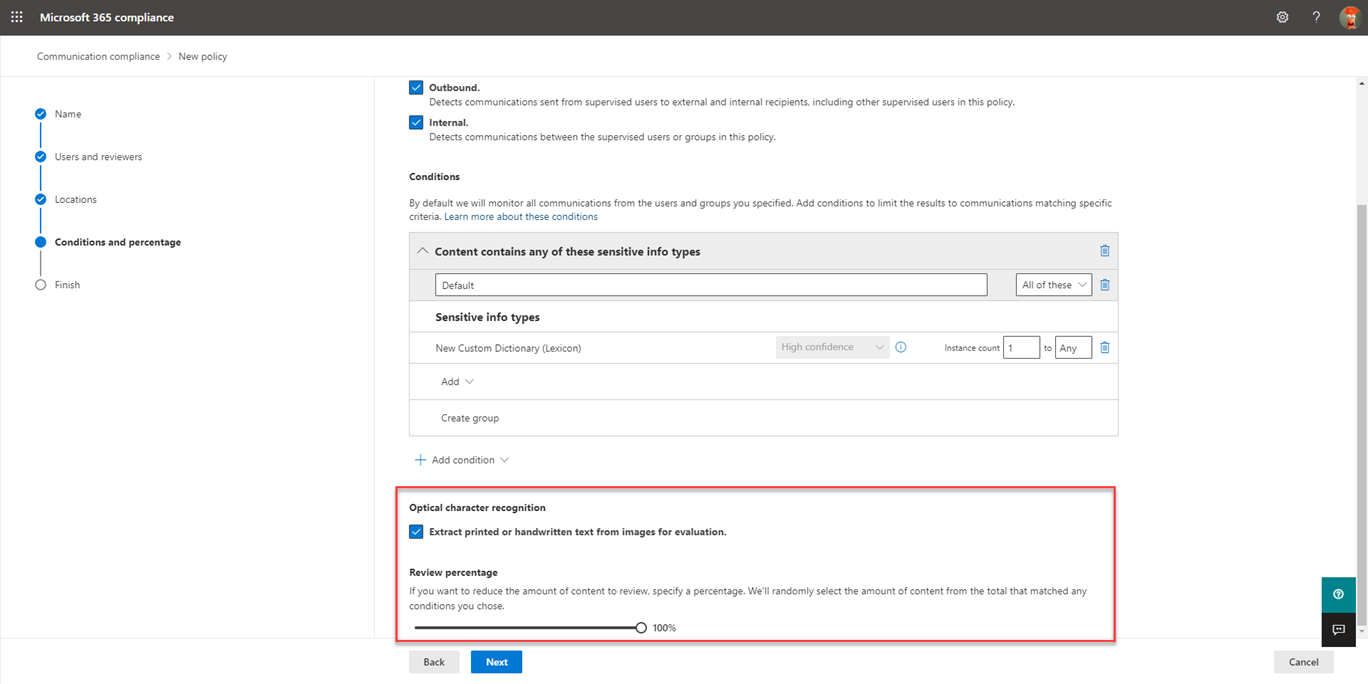 Microsoft 365 compliance
?
Communication compliance > New policy
Name
Users and reviewers
Locations
Conditions and percentage
Finish
Outbound.
Detects communications sent from supervised users to external and internal recipients, including other supervised users in this policy.
Internal.
Detects communications between the supervised users or groups in this policy.
Conditions
By default we will monitor all communications from the users and groups you specified. Add conditions to limit the results to communications matching specific
criteria. Learn more about these conditions
Content contains any of these sensitive info types
Default All of these
Sensitive info types
New Custom Dictionary (Lexicon) High confidence Instance count 1 to Any
Add
Create group
Add condition
Optical character recognition
Extract printed or handwritten text from images for evaluation.
Review percentage
If you want to reduce the amount of content to review, specify a percentage. We'll randomly select the amount of content from the total that matched any
conditions you chose.
100%
Back Next Cancel